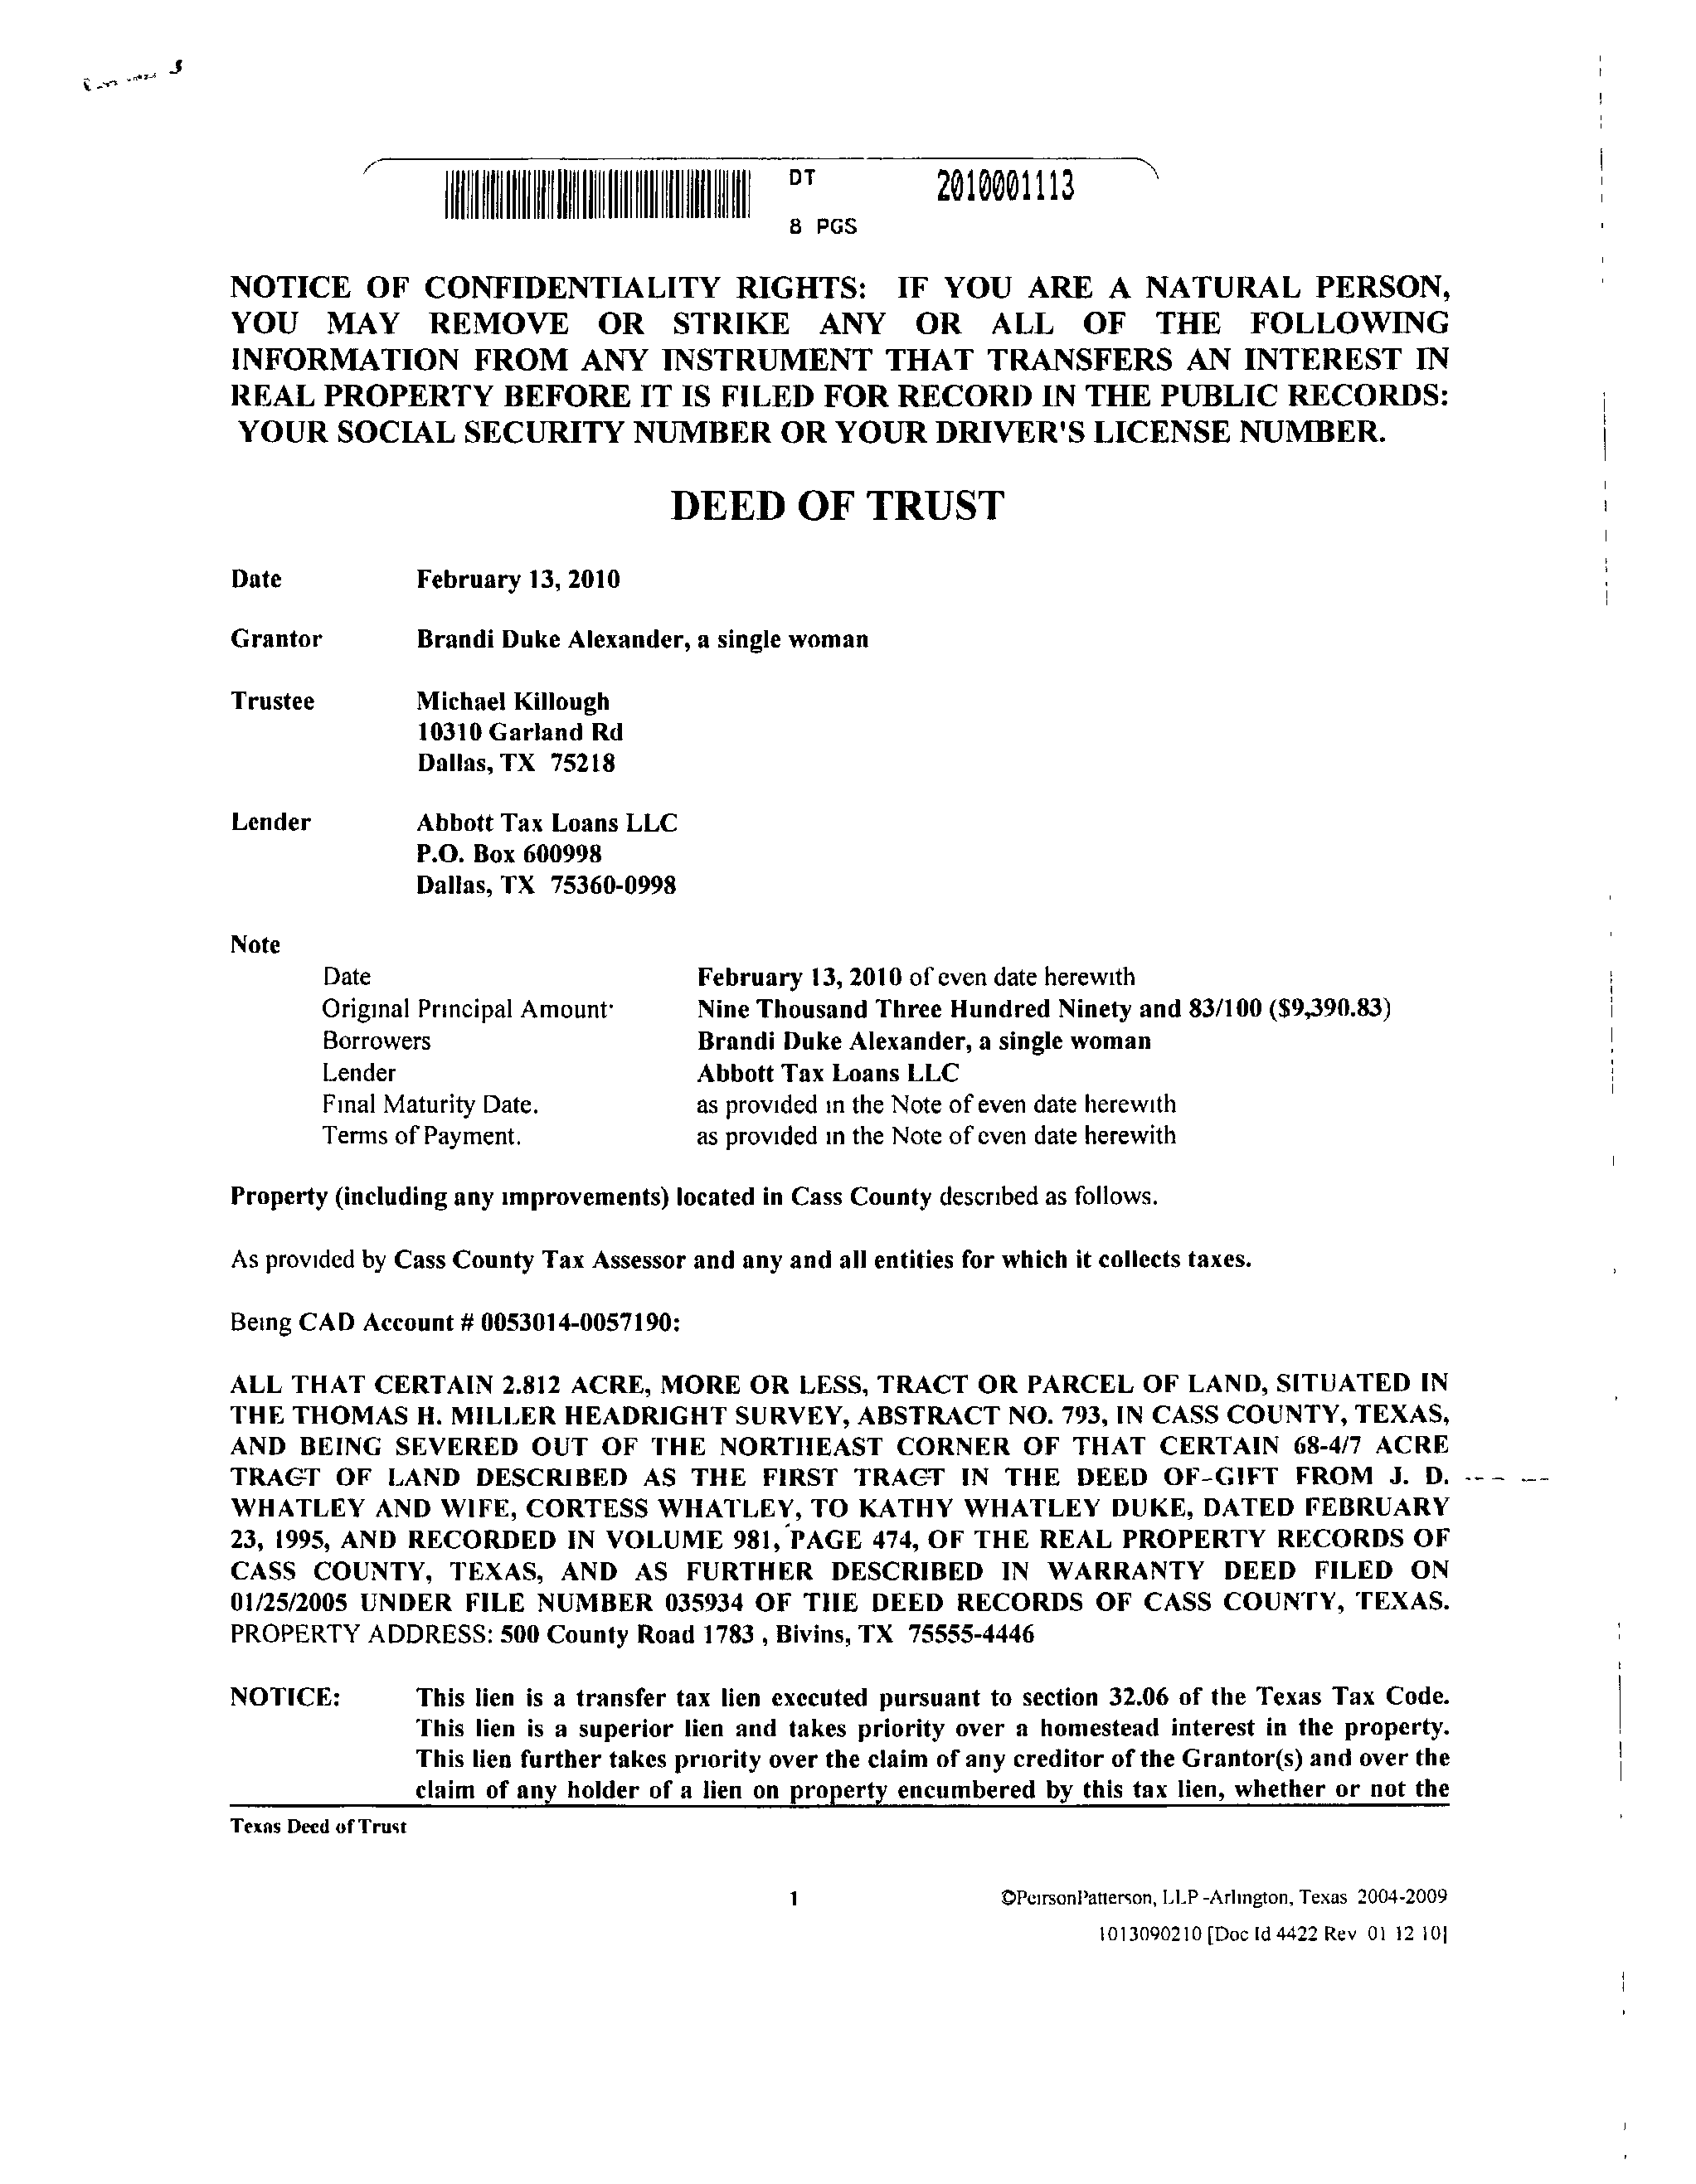 DT 2010001113
8 PGS
NOTICE OF CONFIDENTIALITY RIGHTS: IF YOU ARE A NATURAL PERSON,
YOU MAY REMOVE OR STRIKE ANY OR ALL OF THE FOLLOWING
INFORMATION FROM ANY INSTRUMENT THAT TRANSFERS AN INTEREST IN
REAL PROPERTY BEFORE IT IS FILED FOR RECORD IN THE PUBLIC RECORDS:
YOUR SOCIAL SECURITY NUMBER OR YOUR DRIVER'S LICENSE NUMBER.
DEED OF TRUST
Date February 13, 2010
Grantor Brandi Duke Alexander, a single woman
Trustee Michael Killough
10310 Garland Rd
Dallas, TX 75218
Lender Abbott Tax Loans LLC
P.O. Box 600998
Dallas, TX 75360-0998
Note
Date February 13, 2010 of even date herewith
Original Principal Amount· Nine Thousand Three Hundred Ninety and 83/100 ($9,390.83)
Borrowers Brandi Duke Alexander, a single woman
Lender Abbott Tax Loans LLC
Final Maturity Date. as provided in the Note of even date herewith
Terms of Payment. as provided in the Note of even date herewith
Property (including any improvements) located in Cass County described as follows.
As provided by Cass County Tax Assessor and any and all entities for which it collects taxes.
Being CAD Account # 0053014-0057190:
ALL THAT CERTAIN 2.812 ACRE, MORE OR LESS, TRACT OR PARCEL OF LAND, SITUATED IN
THE THOMAS H. MILLER HEADRIGHT SURVEY, ABSTRACT NO. 793, IN CASS COUNTY, TEXAS,
AND BEING SEVERED OUT OF THE NORTHEAST CORNER OF THAT CERTAIN 68-4/7 ACRE
TRACT OF LAND DESCRIBED AS THE FIRST TRACT IN THE DEED OF-GIFT FROM J. D.
WHATLEY AND WIFE, CORTESS WHATLEY, TO KATHY WHATLEY DUKE, DATED FEBRUARY
23, 1995, AND RECORDED IN VOLUME 981, PAGE 474, OF THE REAL PROPERTY RECORDS OF
CASS COUNTY, TEXAS, AND AS FURTHER DESCRIBED IN WARRANTY DEED FILED ON
01/25/2005 UNDER FILE NUMBER 035934 OF THE DEED RECORDS OF CASS COUNTY, TEXAS.
PROPERTY ADDRESS: 500 County Road 1783 , Bivins, TX 75555-4446
NOTICE: This lien is a transfer tax lien executed pursuant to section 32.06 of the Texas Tax Code.
This lien is a superior lien and takes priority over a homestead interest in the property.
This lien further takes priority over the claim of any creditor of the Grantor(s) and over the
claim of any holder of a lien on property encumbered by this tax lien, whether or not the
Texas Deed of Trust
1 ©PeirsonPatterson, LLP -Arlington, Texas 2004-2009
1013090210 [Doc Id 4422 Rev 01 12 10]